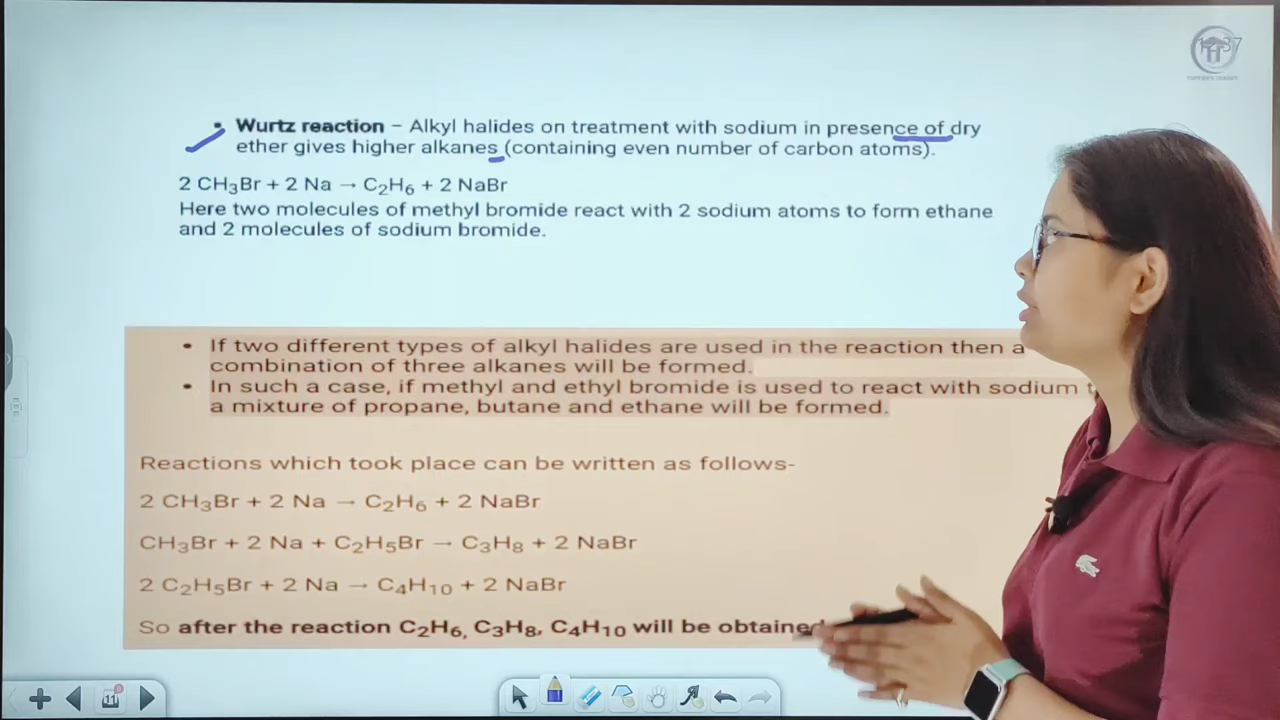 • Wurtz reaction – Alkyl halides on treatment with sodium in presence of dry
ether gives higher alkanes (containing even number of carbon atoms).
2 CH₃Br + 2 Na → C₂H₆ + 2 NaBr
Here two molecules of methyl bromide react with 2 sodium atoms to form ethane
and 2 molecules of sodium bromide.
• If two different types of alkyl halides are used in the reaction then a
combination of three alkanes will be formed.
• In such a case, if methyl and ethyl bromide is used to react with sodium
a mixture of propane, butane and ethane will be formed.
Reactions which took place can be written as follows-
2 CH₃Br + 2 Na → C₂H₆ + 2 NaBr
CH₃Br + 2 Na + C₂H₅Br → C₃H₈ + 2 NaBr
2 C₂H₅Br + 2 Na → C₄H₁₀ + 2 NaBr
So after the reaction C₂H₆, C₃H₈, C₄H₁₀ will be obtained
11